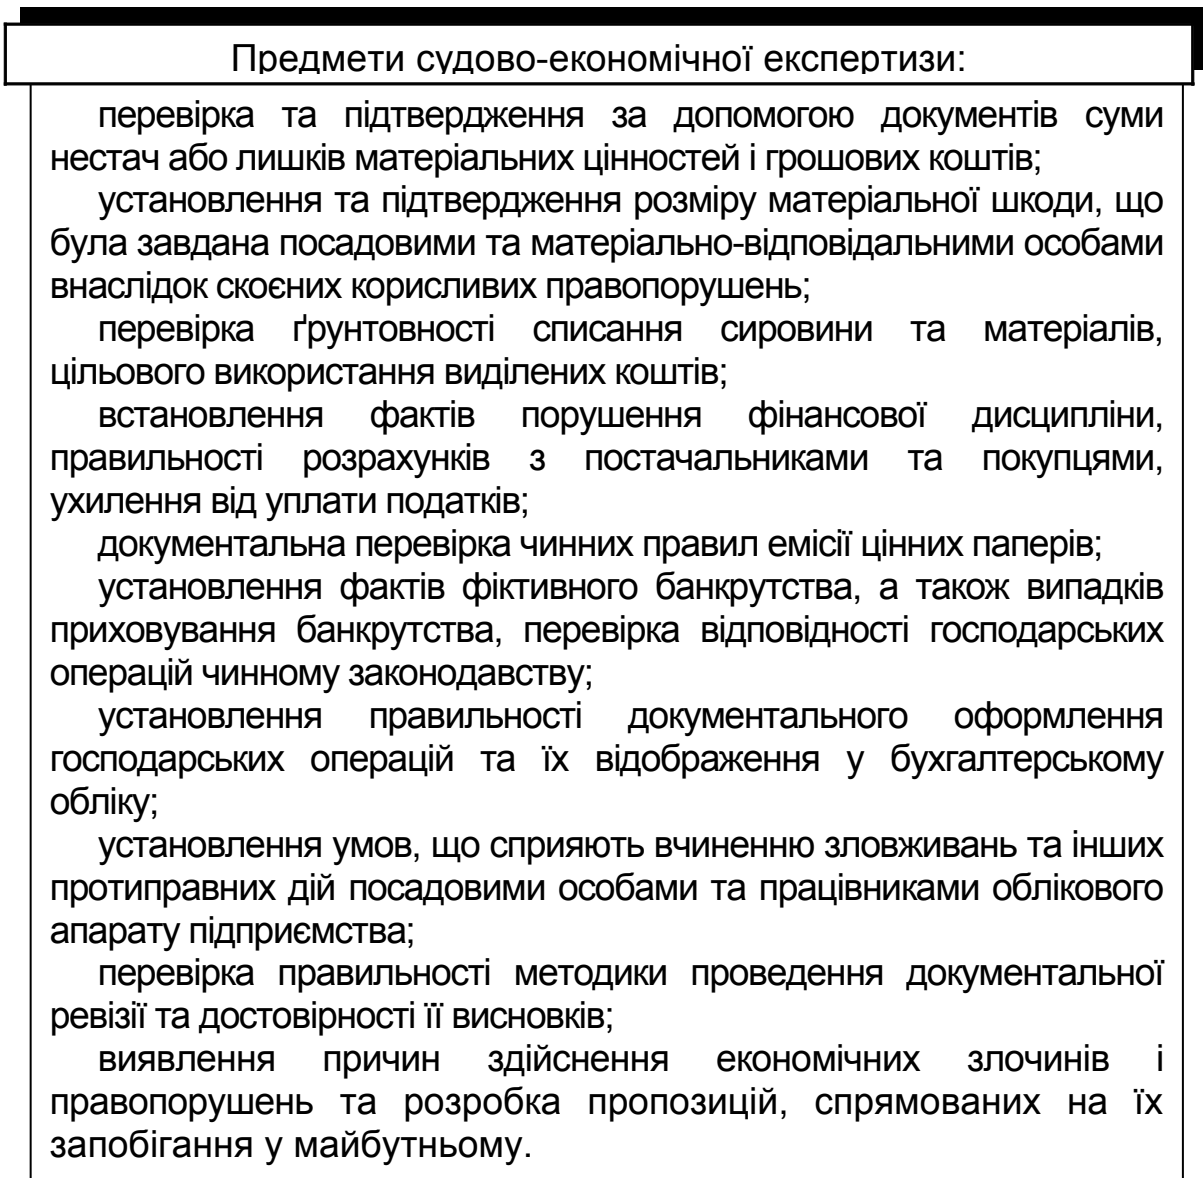 Предмети судово-економічної експертизи:
перевірка та підтвердження за допомогою документів суми
нестач або лишків матеріальних цінностей і грошових коштів;
установлення та підтвердження розміру матеріальної шкоди, що
була завдана посадовими та матеріально-відповідальними особами
внаслідок скоєних корисливих правопорушень;
перевірка ґрунтовності списання сировини та матеріалів,
цільового використання виділених коштів;
встановлення фактів порушення фінансової дисципліни,
правильності розрахунків з постачальниками та покупцями,
ухилення від уплати податків;
документальна перевірка чинних правил емісії цінних паперів;
установлення фактів фіктивного банкрутства, а також випадків
приховування банкрутства, перевірка відповідності господарських
операцій чинному законодавству;
установлення правильності документального оформлення
господарських операцій та їх відображення у бухгалтерському
обліку;
установлення умов, що сприяють вчиненню зловживань та інших
протиправних дій посадовими особами та працівниками облікового
апарату підприємства;
перевірка правильності методики проведення документальної
ревізії та достовірності її висновків;
виявлення причин здійснення економічних злочинів і
правопорушень та розробка пропозицій, спрямованих на їх
запобігання у майбутньому.